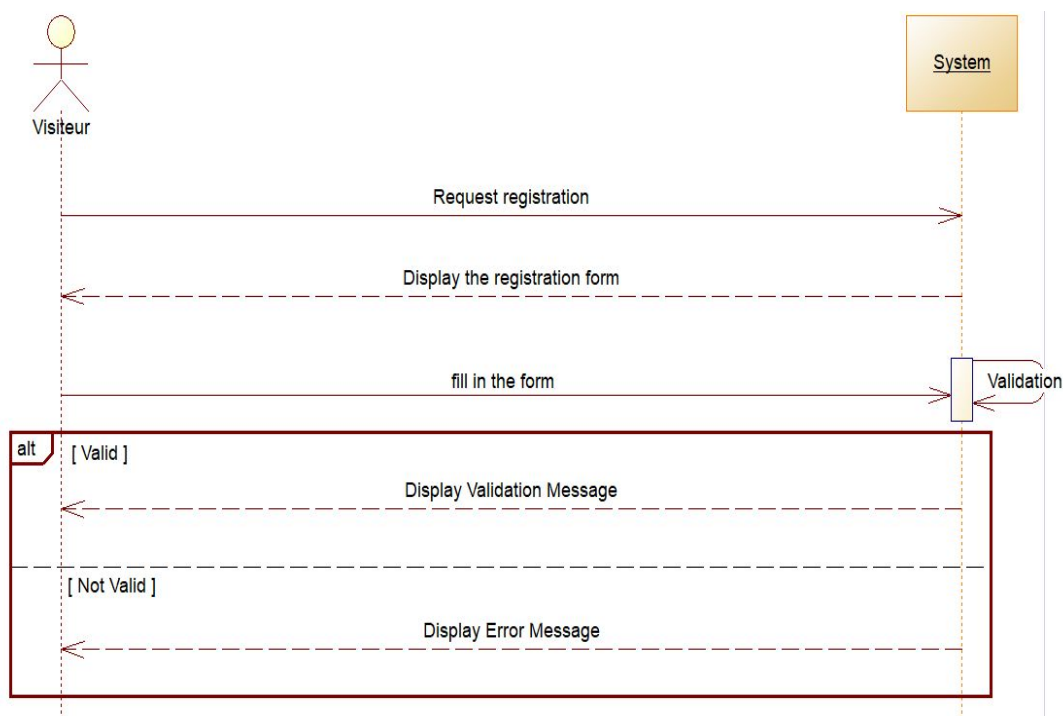 System
Visiteur
Request registration
Display the registration form
fill in the form
Validation
alt
[ Valid ]
Display Validation Message
[ Not Valid ]
Display Error Message